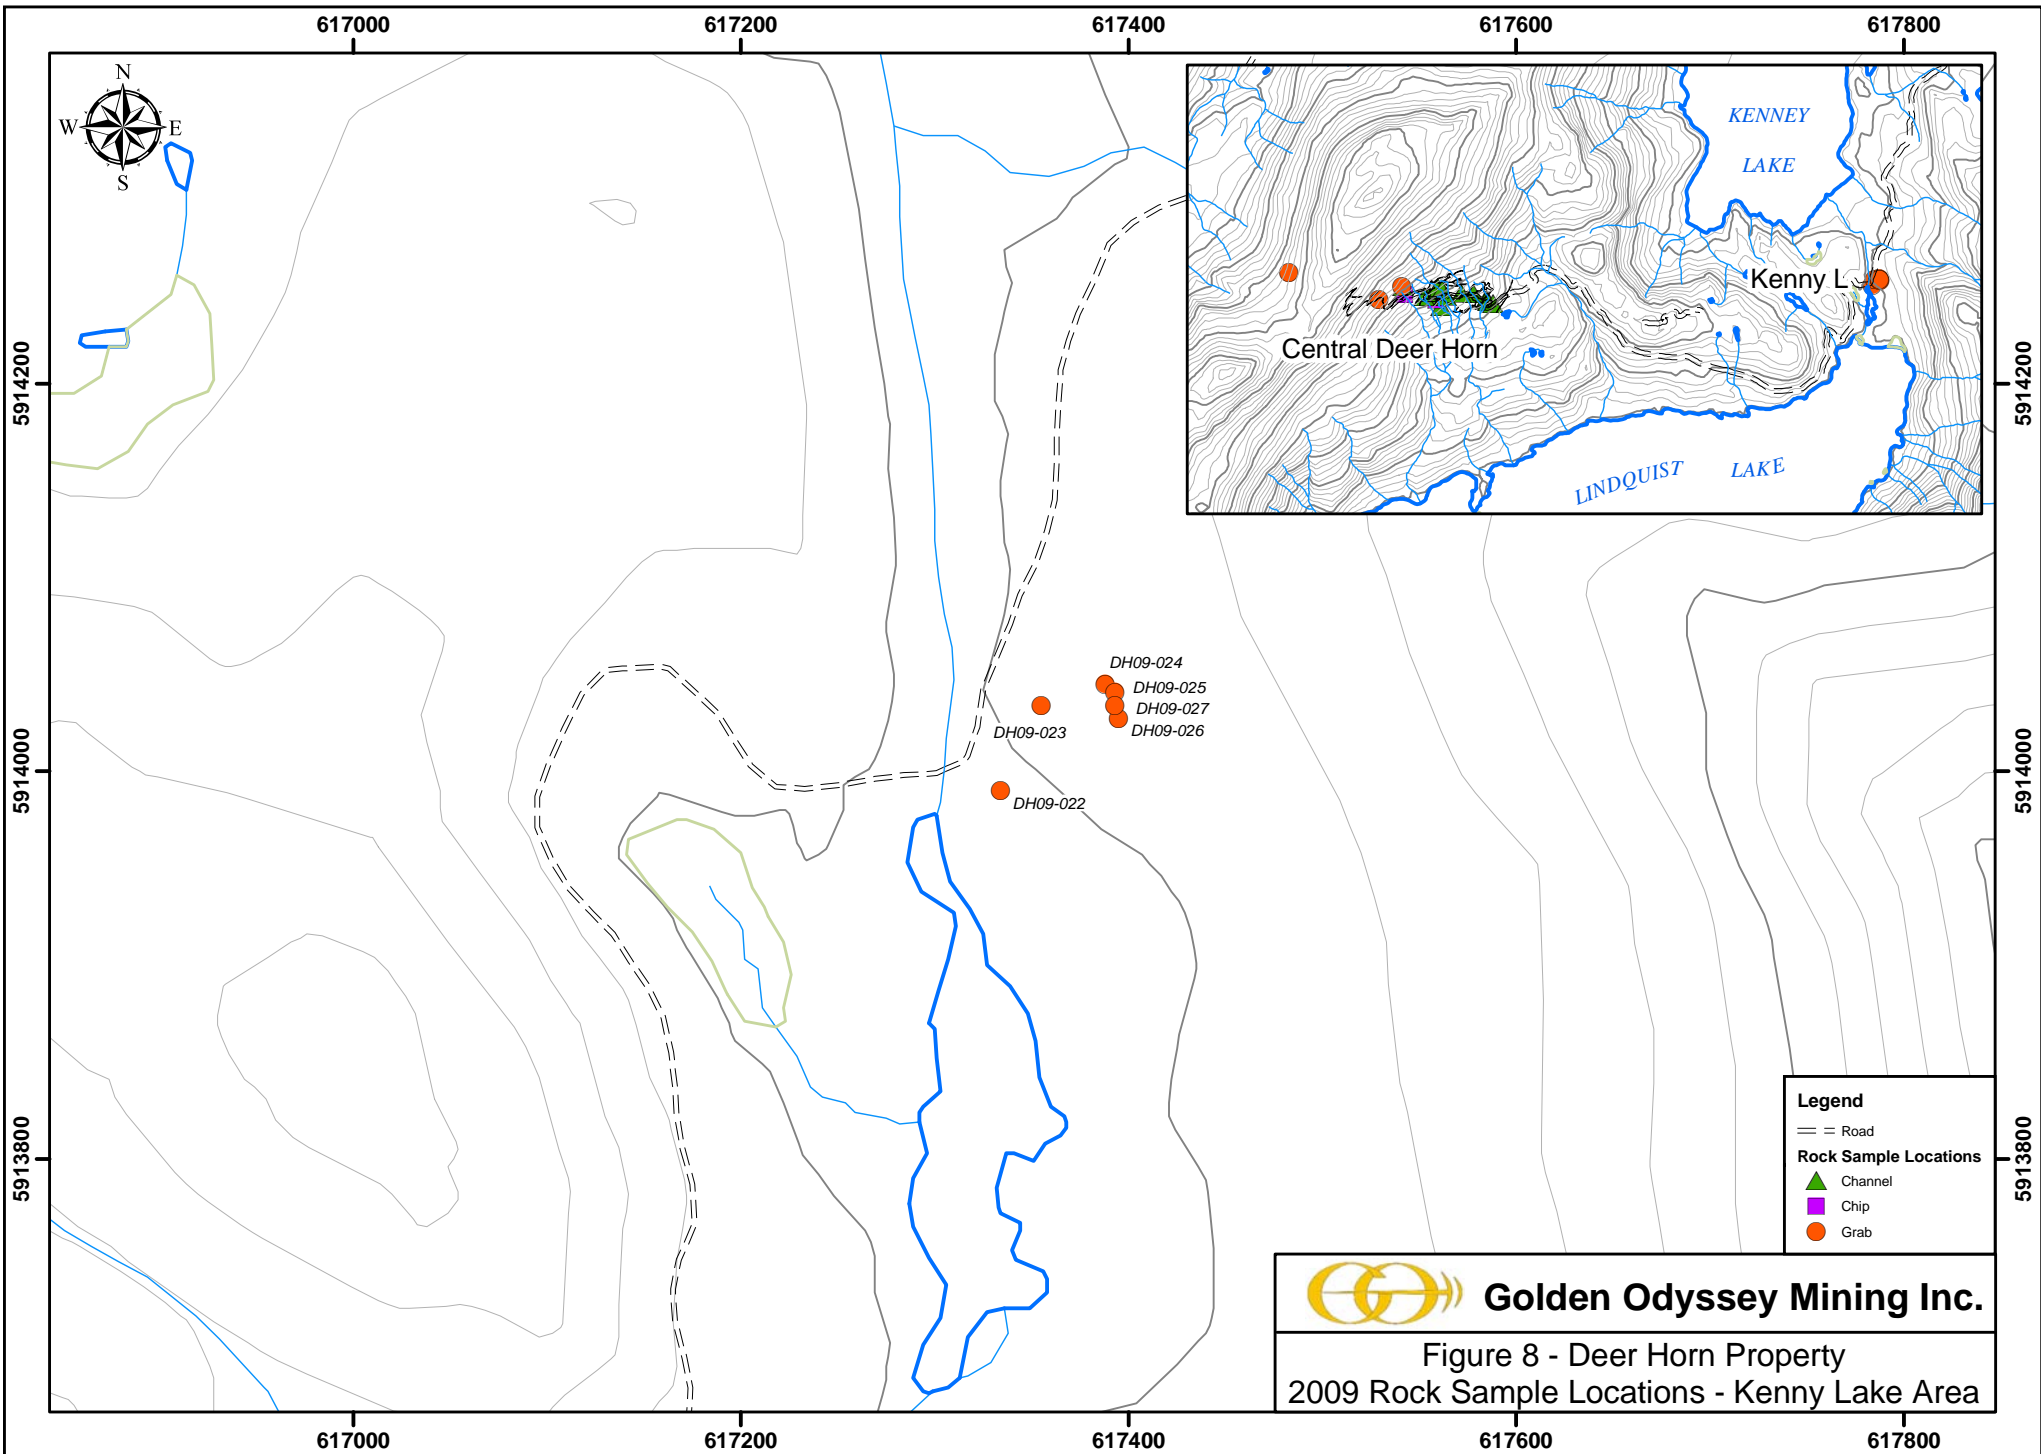 617000 617200 617400 617600 617800
N
W E
S
KENNEY
LAKE
Kenny L
Central Deer Horn
LINDQUIST LAKE
5914200 5914200
DH09-024
DH09-025
DH09-027
DH09-023
DH09-026
5914000 5914000
DH09-022
5913800 5913800
Legend
Road
Rock Sample Locations
Channel
Chip
Grab
Golden Odyssey Mining Inc.
Figure 8 - Deer Horn Property
2009 Rock Sample Locations - Kenny Lake Area
617000 617200 617400 617600 617800